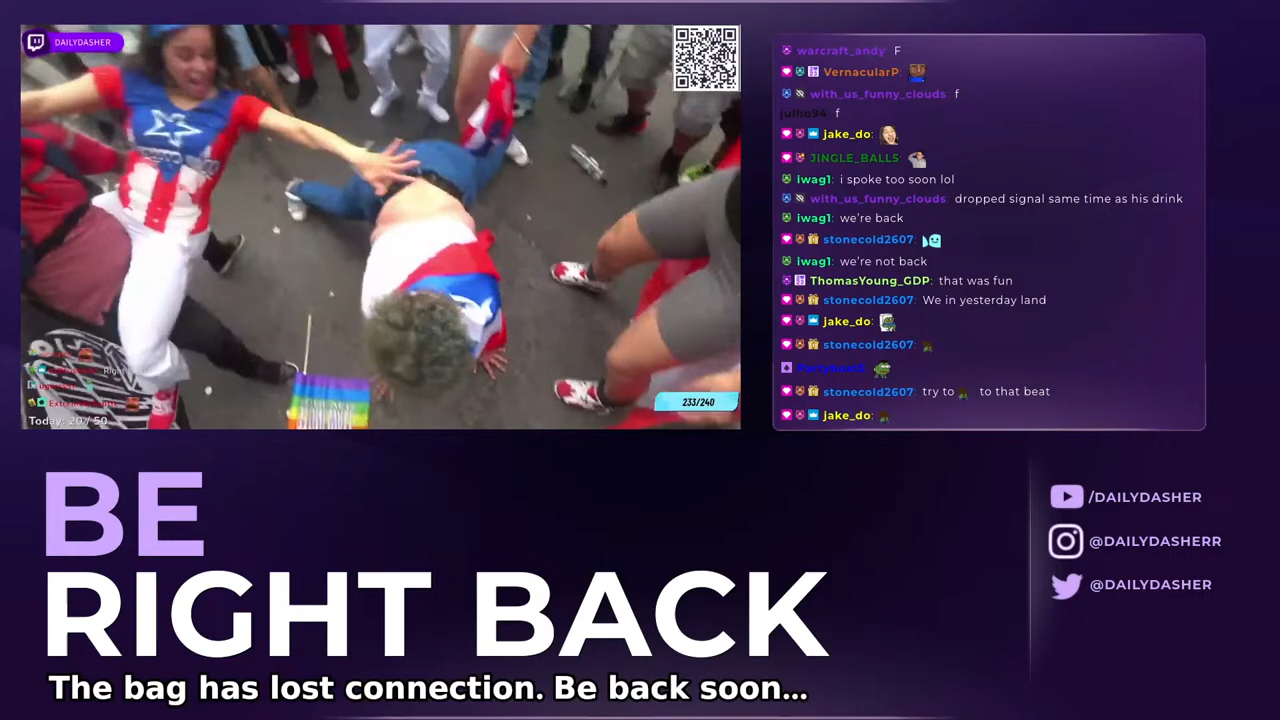 DAILYDASHER
233/240
Today: 20 / 50
warcraft_andy: F
VernacularP:
with_us_funny_clouds: f
julho94 f
jake_do:
JINGLE_BALL5:
iwag1: i spoke too soon lol
with_us_funny_clouds: dropped signal same time as his drink
iwag1: we're back
stonecold2607:
iwag1: we're not back
ThomasYoung_GDP: that was fun
stonecold2607: We in yesterday land
jake_do:
stonecold2607:
stonecold2607: try to to that beat
jake_do:
BE
RIGHT BACK
The bag has lost connection. Be back soon...
/DAILYDASHER
@DAILYDASHERR
@DAILYDASHER